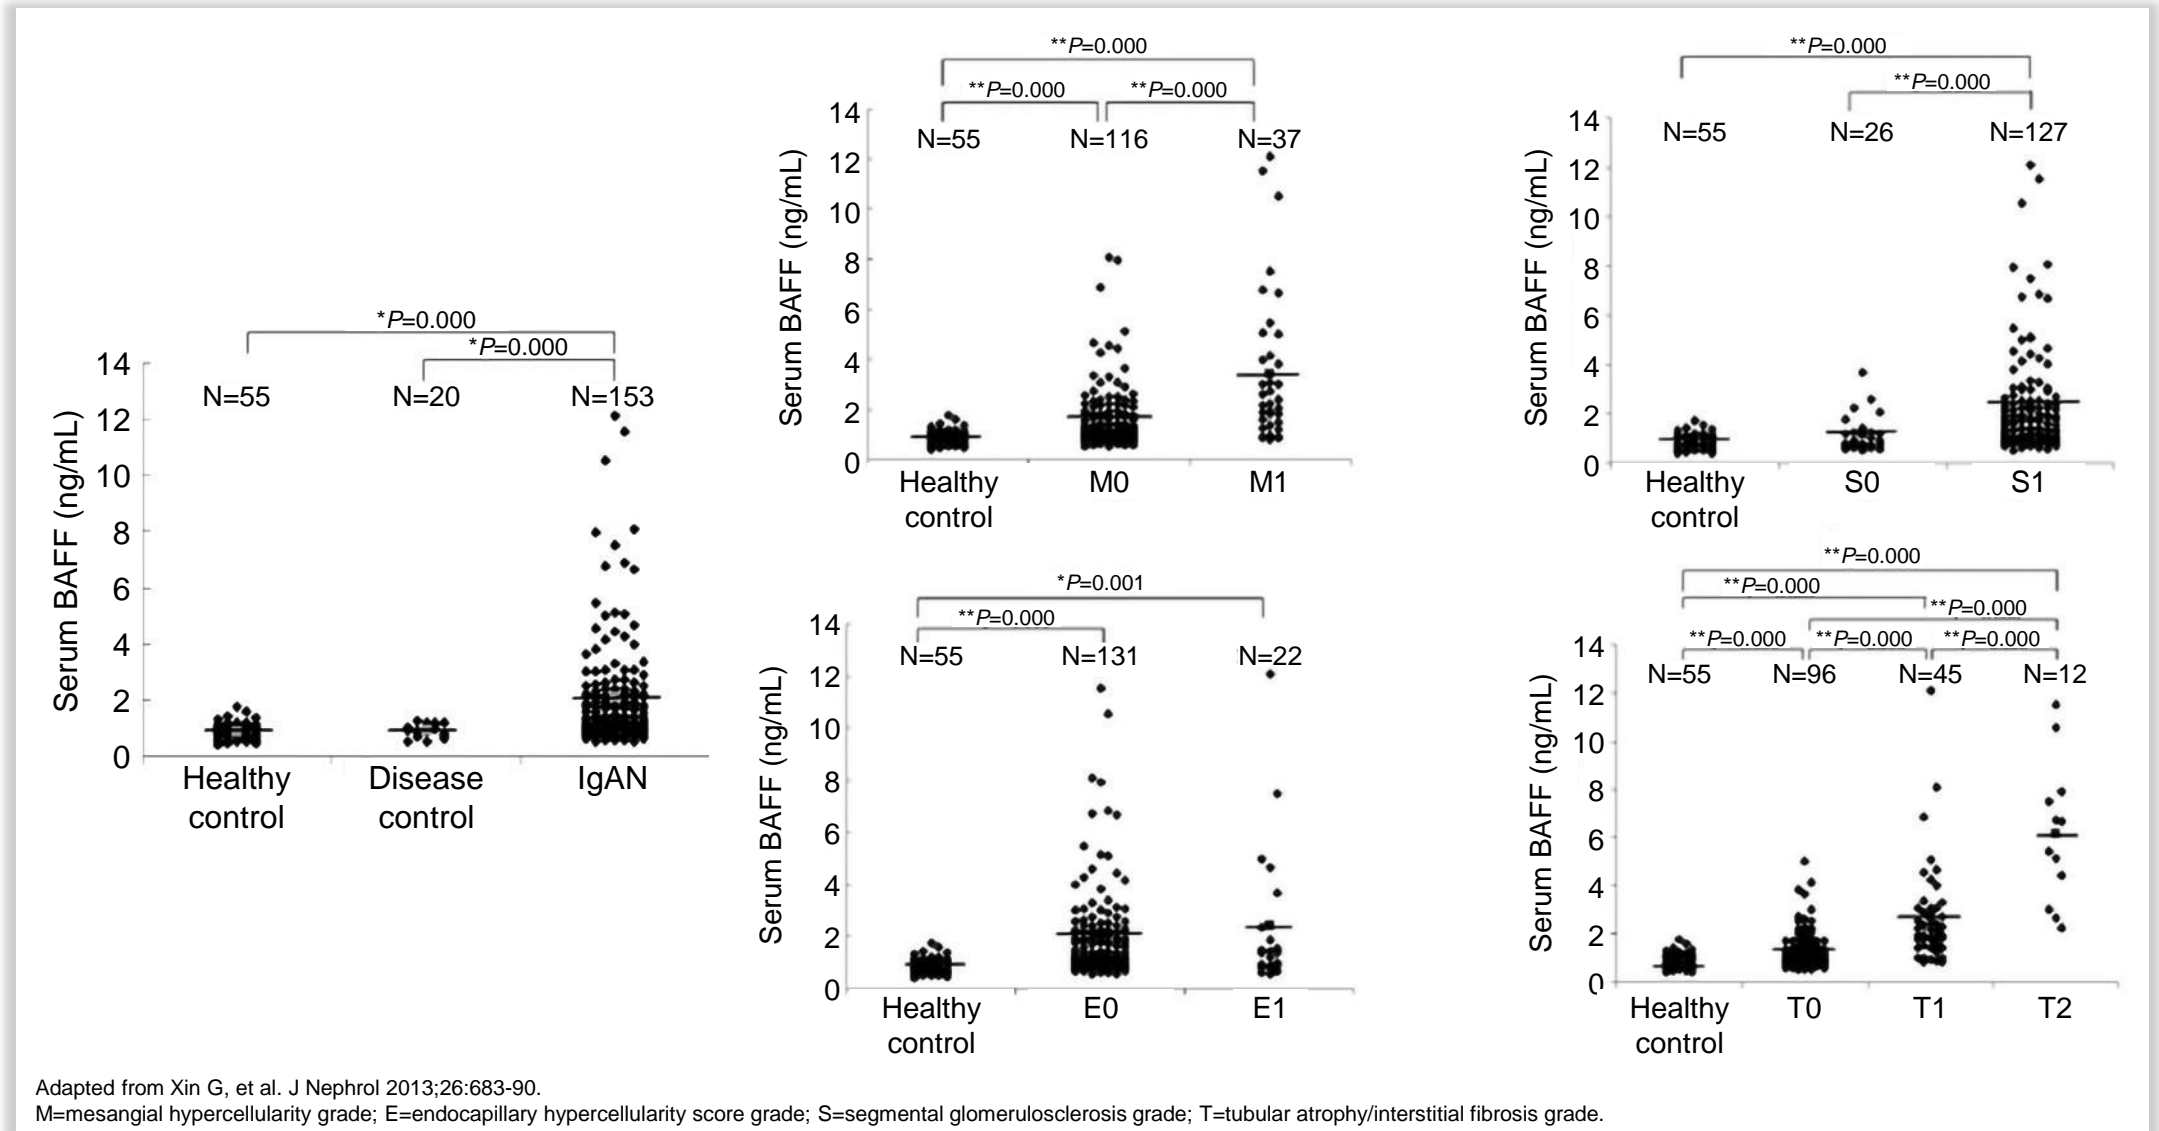 *P=0.000
*P=0.000
14
12
10
8
6
4
2
0
N=55
N=20
N=153
Serum BAFF (ng/mL)
Healthy
control
Disease
control
IgAN
**P=0.000
**P=0.000
**P=0.000
14
12
10
8
6
4
2
0
N=55
N=116
N=37
Serum BAFF (ng/mL)
Healthy
control
M0
M1
**P=0.000
**P=0.000
14
12
10
8
6
4
2
0
N=55
N=26
N=127
Serum BAFF (ng/mL)
Healthy
control
S0
S1
*P=0.001
**P=0.000
14
12
10
8
6
4
2
0
N=55
N=131
N=22
Serum BAFF (ng/mL)
Healthy
control
E0
E1
**P=0.000
**P=0.000
**P=0.000
**P=0.000
**P=0.000
**P=0.000
14
12
10
8
6
4
2
0
N=55
N=96
N=45
N=12
Serum BAFF (ng/mL)
Healthy
control
T0
T1
T2
Adapted from Xin G, et al. J Nephrol 2013;26:683-90.
M=mesangial hypercellularity grade; E=endocapillary hypercellularity score grade; S=segmental glomerulosclerosis grade; T=tubular atrophy/interstitial fibrosis grade.